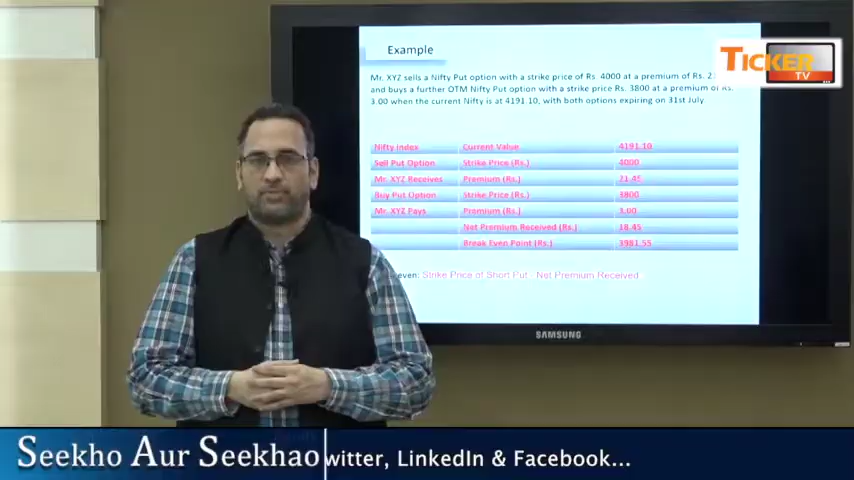 Example
TICKER
TV
Mr. XYZ sells a Nifty Put option with a strike price of Rs. 4000 at a premium of Rs.
and buys a further OTM Nifty Put option with a strike price Rs. 3800 at a premium of Rs.
3.00 when the current Nifty is at 4191.10, with both options expiring on 31st July
Nifty Index Current Value 4191.10
Sell Put Option Strike Price (Rs.) 4000
Mr. XYZ Receives Premium (Rs.) 21.45
Buy Put Option Strike Price (Rs.) 3800
Mr. XYZ Pays Premium (Rs.) 3.00
Net Premium Received (Rs.) 18.45
Break Even Point (Rs.) 3981.55
even: Strike Price of Short Put - Net Premium Received
SAMSUNG
Seekho Aur Seekhao witter, LinkedIn & Facebook...